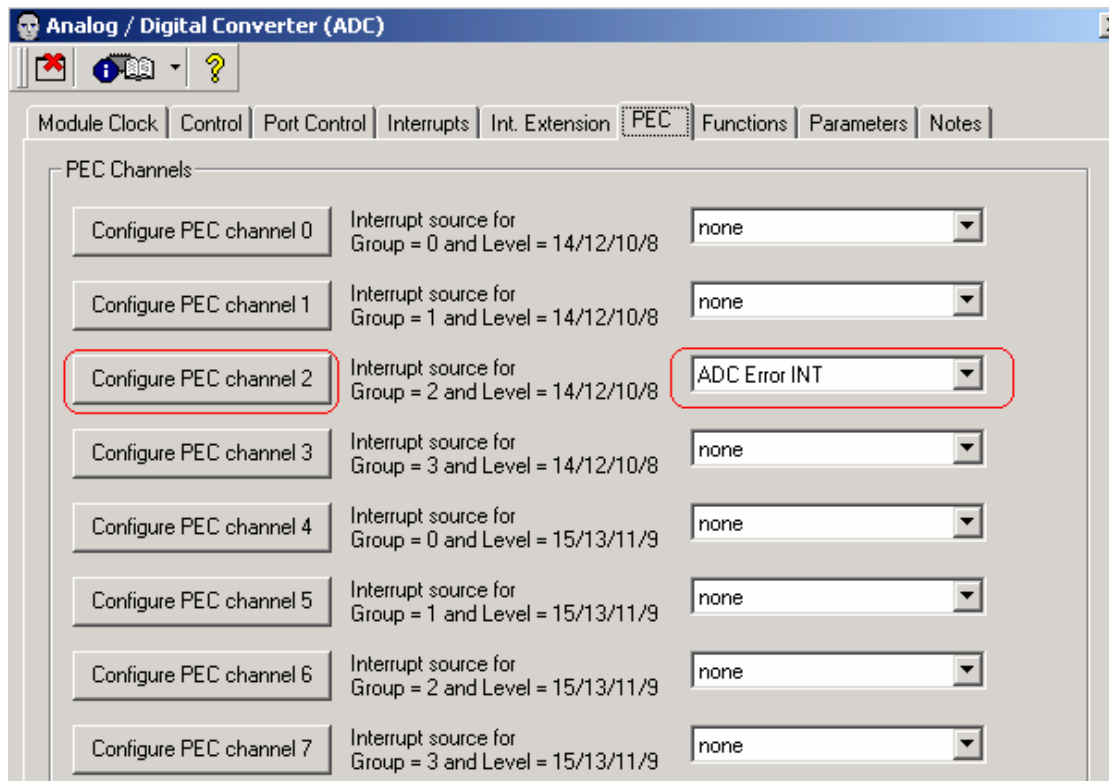 Analog / Digital Converter (ADC)
Module Clock Control Port Control Interrupts Int. Extension PEC Functions Parameters Notes
PEC Channels
Configure PEC channel 0
Interrupt source for
Group = 0 and Level = 14/12/10/8
none
Configure PEC channel 1
Interrupt source for
Group = 1 and Level = 14/12/10/8
none
Configure PEC channel 2
Interrupt source for
Group = 2 and Level = 14/12/10/8
ADC Error INT
Configure PEC channel 3
Interrupt source for
Group = 3 and Level = 14/12/10/8
none
Configure PEC channel 4
Interrupt source for
Group = 0 and Level = 15/13/11/9
none
Configure PEC channel 5
Interrupt source for
Group = 1 and Level = 15/13/11/9
none
Configure PEC channel 6
Interrupt source for
Group = 2 and Level = 15/13/11/9
none
Configure PEC channel 7
Interrupt source for
Group = 3 and Level = 15/13/11/9
none